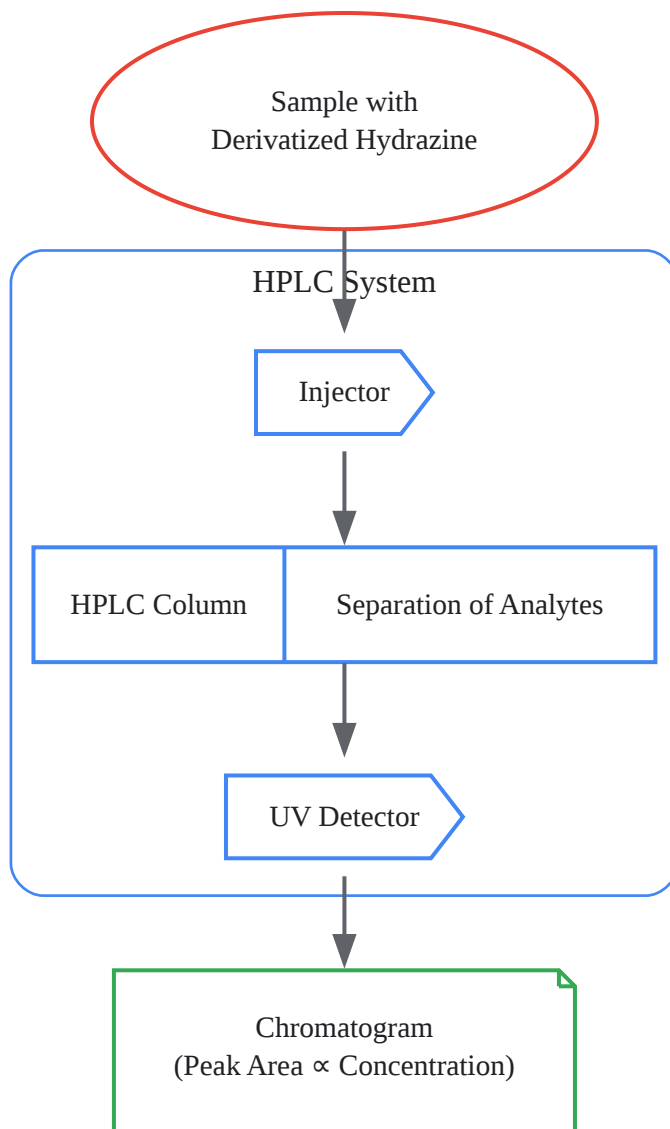 Sample with
Derivatized Hydrazine
HPLC System
Injector
HPLC Column
Separation of Analytes
UV Detector
Chromatogram
(Peak Area ∝ Concentration)